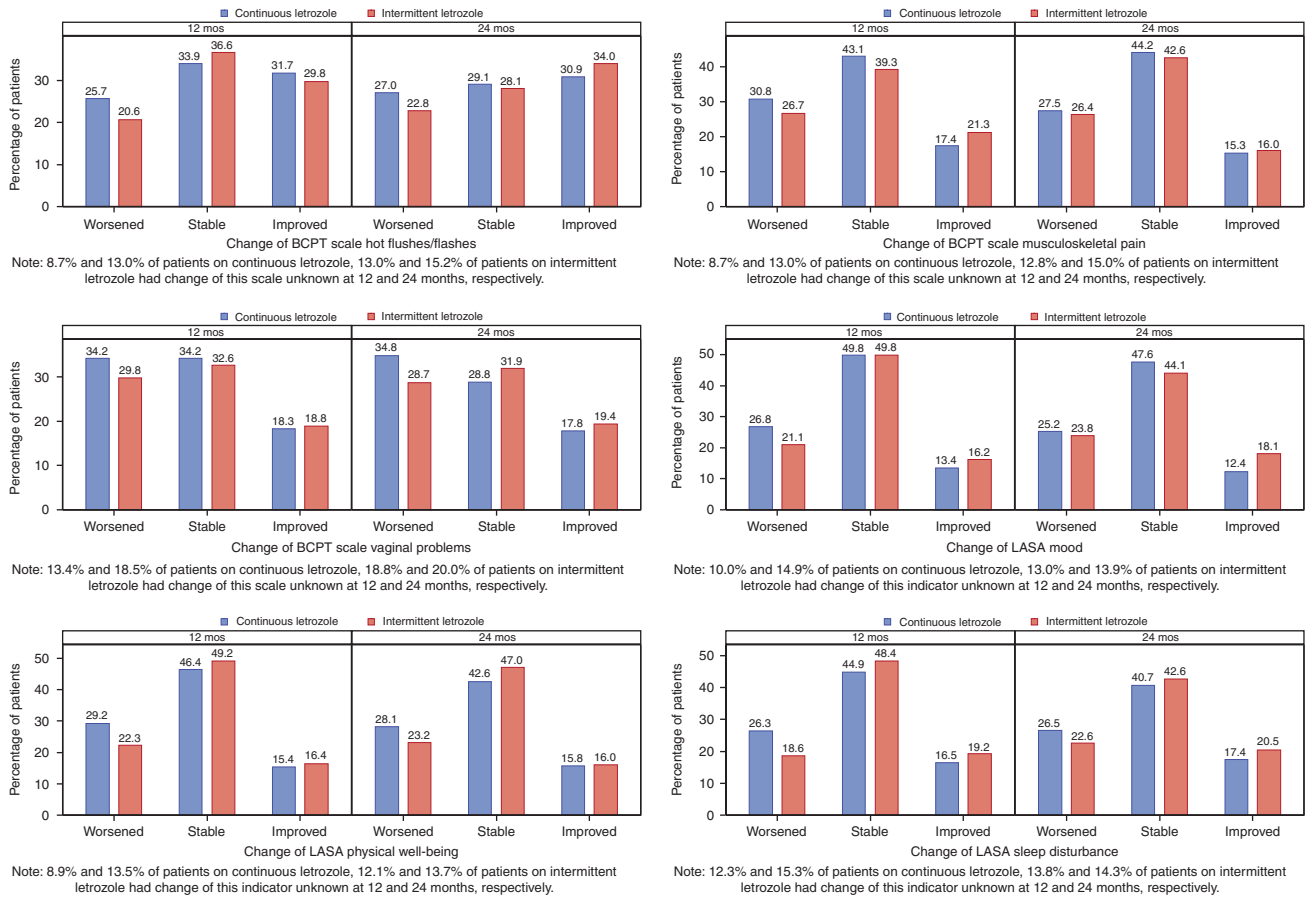 Continuous letrozole Intermittent letrozole
12 mos 24 mos
Percentage of patients
30
20
10
0
25.7 20.6 33.9 36.6 31.7 29.8 27.0 22.8 29.1 28.1 30.9 34.0
Worsened Stable Improved Worsened Stable Improved
Change of BCPT scale hot flushes/flashes
Note: 8.7% and 13.0% of patients on continuous letrozole, 13.0% and 15.2% of patients on intermittent
letrozole had change of this scale unknown at 12 and 24 months, respectively.
Continuous letrozole Intermittent letrozole
12 mos 24 mos
Percentage of patients
40
30
20
10
0
30.8 26.7 43.1 39.3 17.4 21.3 27.5 26.4 44.2 42.6 15.3 16.0
Worsened Stable Improved Worsened Stable Improved
Change of BCPT scale musculoskeletal pain
Note: 8.7% and 13.0% of patients on continuous letrozole, 12.8% and 15.0% of patients on intermittent
letrozole had change of this scale unknown at 12 and 24 months, respectively.
Continuous letrozole Intermittent letrozole
12 mos 24 mos
Percentage of patients
30
20
10
0
34.2 29.8 34.2 32.6 18.3 18.8 34.8 28.7 28.8 31.9 17.8 19.4
Worsened Stable Improved Worsened Stable Improved
Change of BCPT scale vaginal problems
Note: 13.4% and 18.5% of patients on continuous letrozole, 18.8% and 20.0% of patients on intermittent
letrozole had change of this scale unknown at 12 and 24 months, respectively.
Continuous letrozole Intermittent letrozole
12 mos 24 mos
Percentage of patients
50
40
30
20
10
0
26.8 21.1 49.8 49.8 13.4 16.2 25.2 23.8 47.6 44.1 12.4 18.1
Worsened Stable Improved Worsened Stable Improved
Change of LASA mood
Note: 10.0% and 14.9% of patients on continuous letrozole, 13.0% and 13.9% of patients on intermittent
letrozole had change of this indicator unknown at 12 and 24 months, respectively.
Continuous letrozole Intermittent letrozole
12 mos 24 mos
Percentage of patients
50
40
30
20
10
0
29.2 22.3 46.4 49.2 15.4 16.4 28.1 23.2 42.6 47.0 15.8 16.0
Worsened Stable Improved Worsened Stable Improved
Change of LASA physical well-being
Note: 8.9% and 13.5% of patients on continuous letrozole, 12.1% and 13.7% of patients on intermittent
letrozole had change of this indicator unknown at 12 and 24 months, respectively.
Continuous letrozole Intermittent letrozole
12 mos 24 mos
Percentage of patients
50
40
30
20
10
0
26.3 18.6 44.9 48.4 16.5 19.2 26.5 22.6 40.7 42.6 17.4 20.5
Worsened Stable Improved Worsened Stable Improved
Change of LASA sleep disturbance
Note: 12.3% and 15.3% of patients on continuous letrozole, 13.8% and 14.3% of patients on intermittent
letrozole had change of this indicator unknown at 12 and 24 months, respectively.